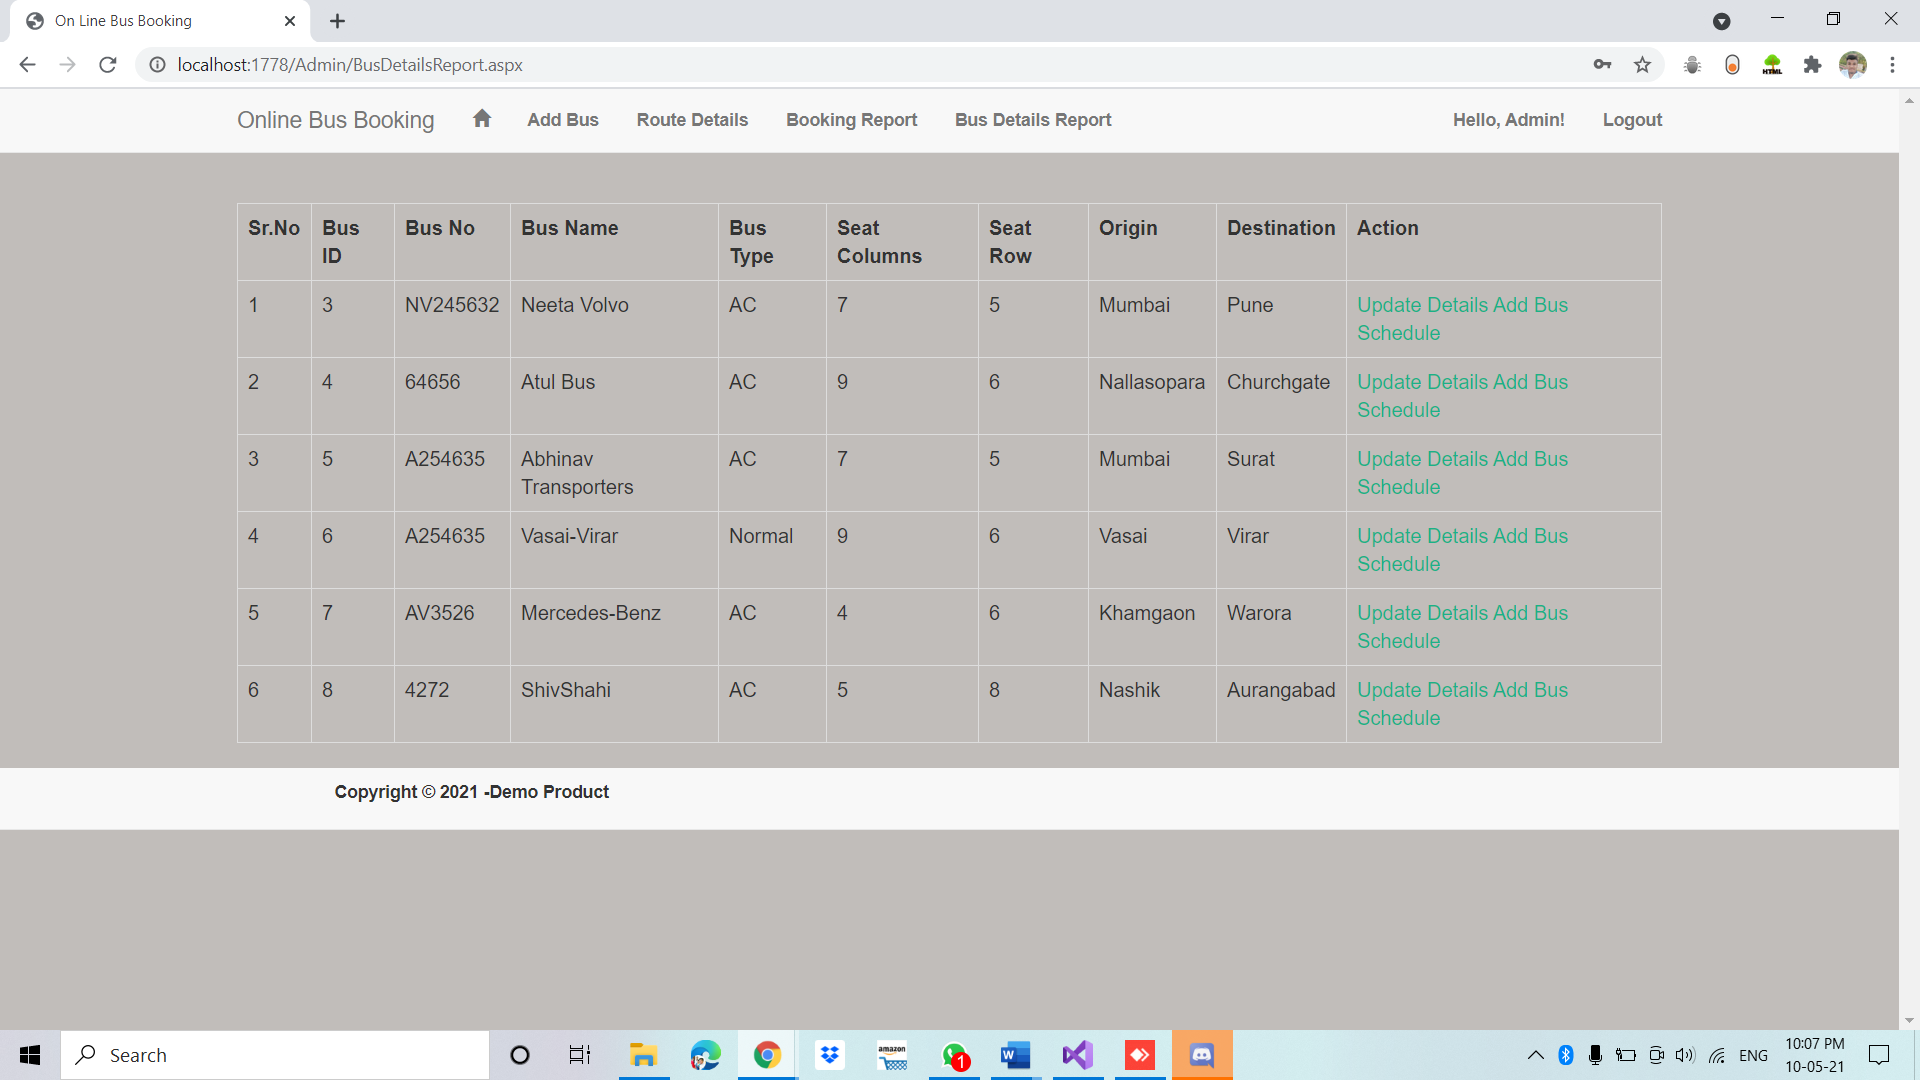 On Line Bus Booking
localhost:1778/Admin/BusDetailsReport.aspx
HTML
Online Bus Booking Add Bus Route Details Booking Report Bus Details Report Hello, Admin! Logout
Sr.No Bus ID Bus No Bus Name Bus Type Seat Columns Seat Row Origin Destination Action
1 3 NV245632 Neeta Volvo AC 7 5 Mumbai Pune Update Details Add Bus
Schedule
2 4 64656 Atul Bus AC 9 6 Nallasopara Churchgate Update Details Add Bus
Schedule
3 5 A254635 Abhinav Transporters AC 7 5 Mumbai Surat Update Details Add Bus
Schedule
4 6 A254635 Vasai-Virar Normal 9 6 Vasai Virar Update Details Add Bus
Schedule
5 7 AV3526 Mercedes-Benz AC 4 6 Khamgaon Warora Update Details Add Bus
Schedule
6 8 4272 ShivShahi AC 5 8 Nashik Aurangabad Update Details Add Bus
Schedule
Copyright © 2021 -Demo Product
Search
amazon
1
W
ENG
10:07 PM
10-05-21